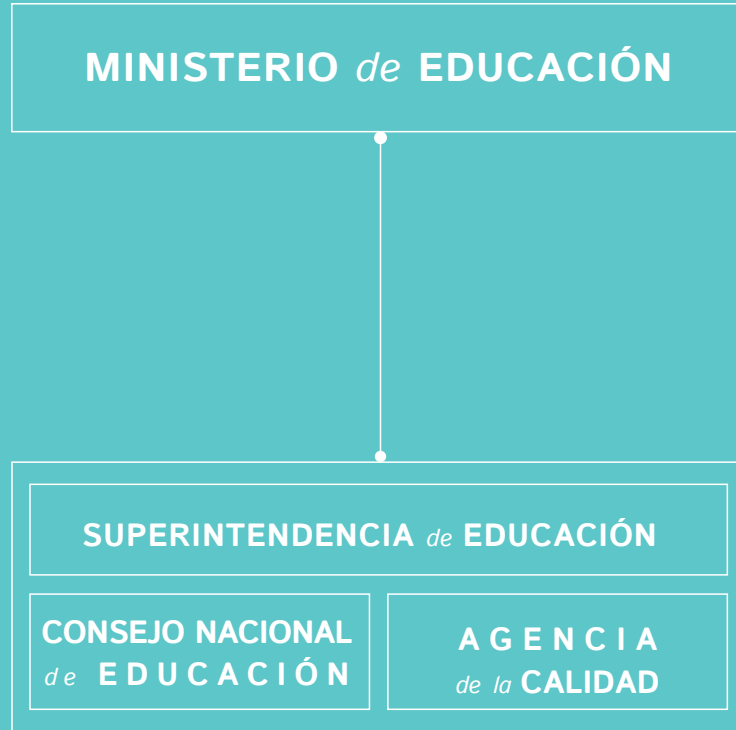 MINISTERIO de EDUCACIÓN
SUPERINTENDENCIA de EDUCACIÓN
CONSEJO NACIONAL
de EDUCACIÓN
AGENCIA
de la CALIDAD